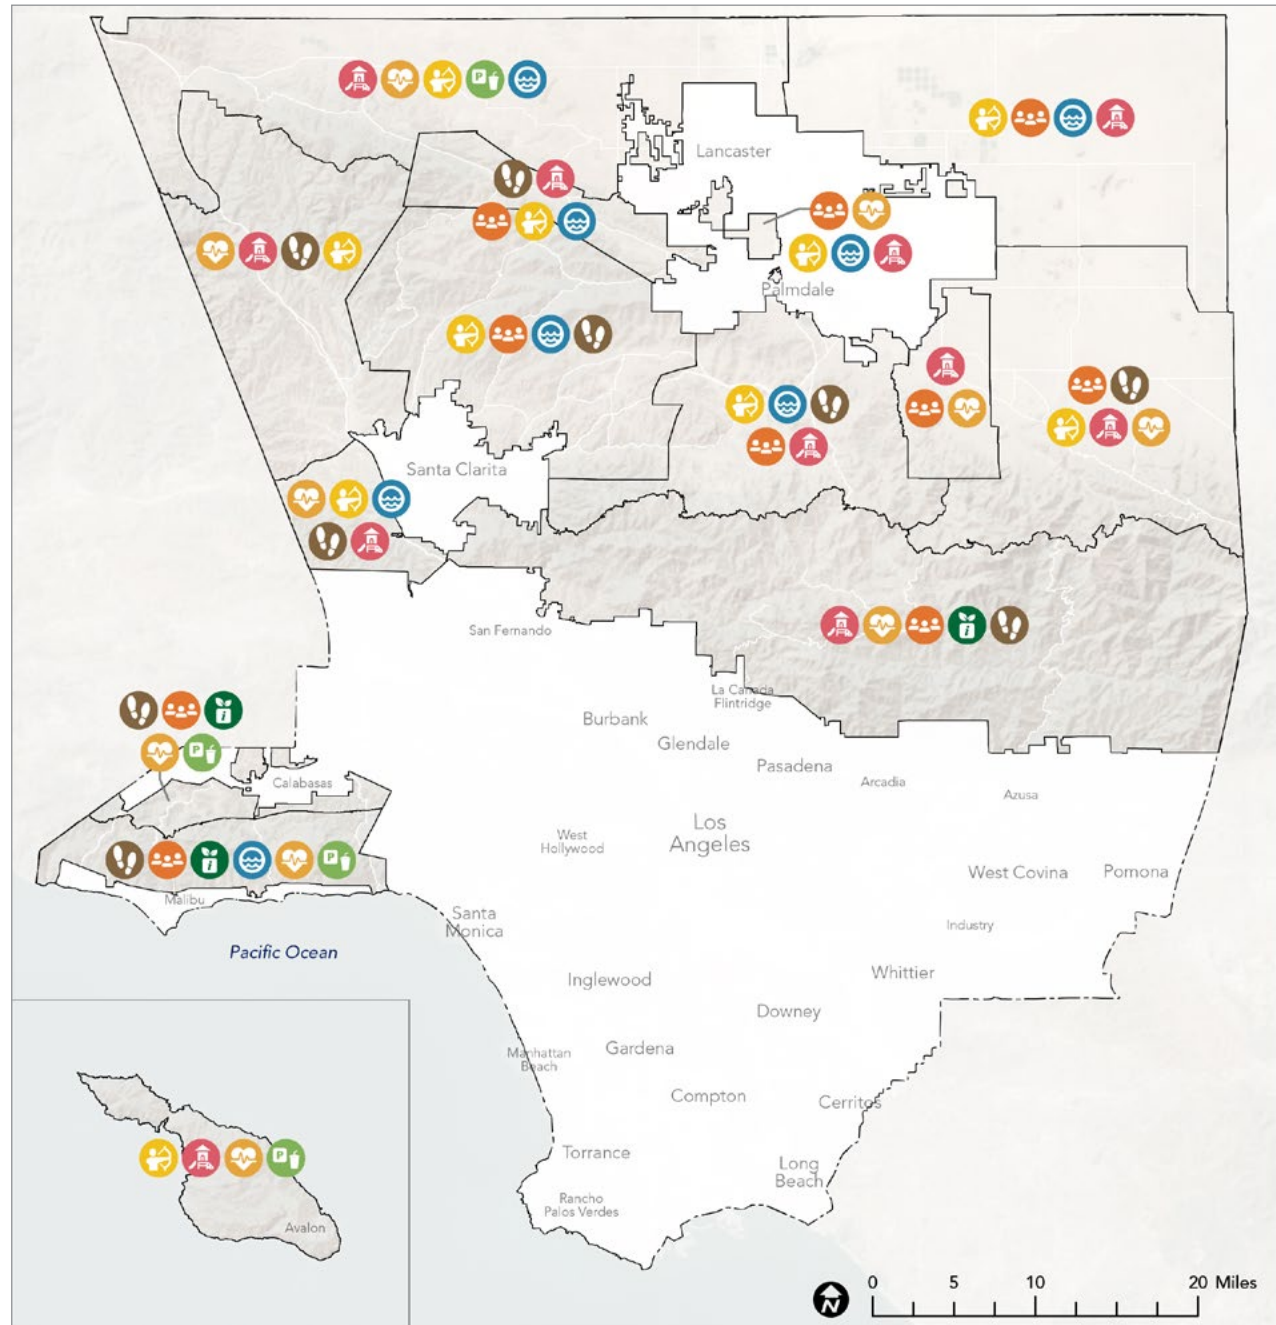 Lancaster
Palmdale
Santa Clarita
San Fernando
La Cañada
Flintridge
Burbank
Glendale
Pasadena
Arcadia
Azusa
Calabasas
Los
Angeles
West
Hollywood
West Covina
Pomona
Malibu
Santa
Monica
Industry
Pacific Ocean
Whittier
Inglewood
Downey
Manhattan
Beach
Gardena
Compton
Cerritos
Torrance
Long
Beach
Rancho
Palos Verdes
Avalon
N
0 5 10 20 Miles